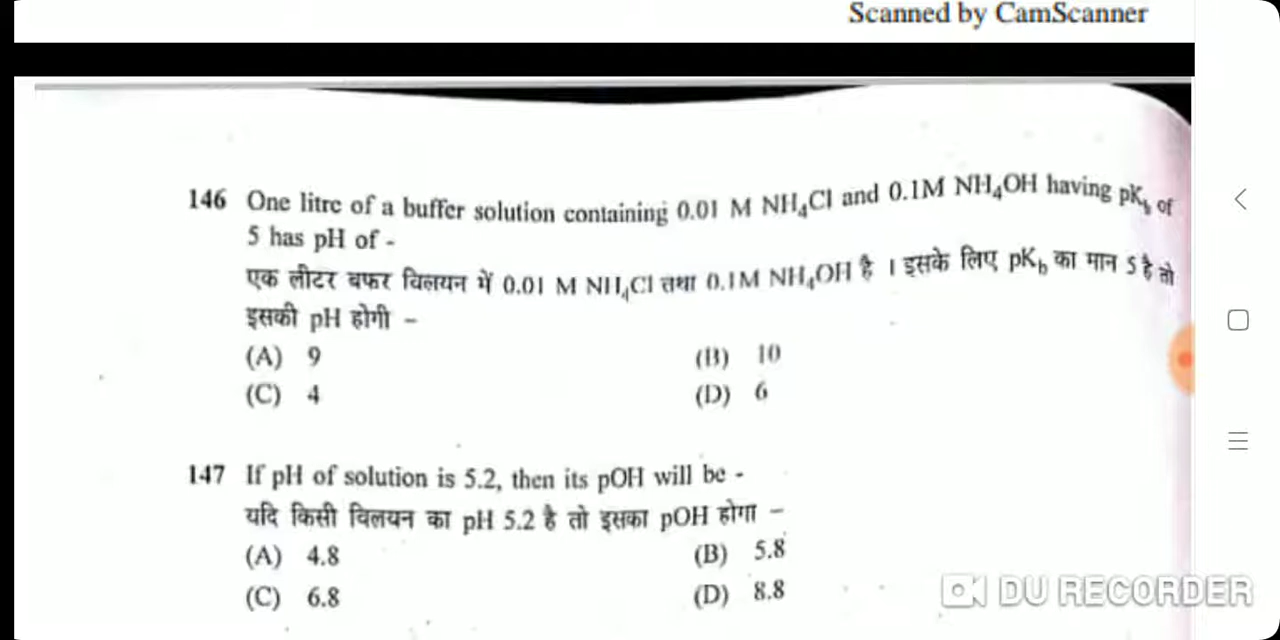 Scanned by CamScanner
146 One litre of a buffer solution containing 0.01 M NH₄Cl and 0.1M NH₄OH having pK_b of
5 has pH of -
एक लीटर बफर विलयन में 0.01 M NH₄Cl तथा 0.1M NH₄OH है । इसके लिए pK_b का मान 5 है तो
इसकी pH होगी –
(A) 9 (B) 10
(C) 4 (D) 6
147 If pH of solution is 5.2, then its pOH will be -
यदि किसी विलयन का pH 5.2 है तो इसका pOH होगा –
(A) 4.8 (B) 5.8
(C) 6.8 (D) 8.8
DU RECORDER